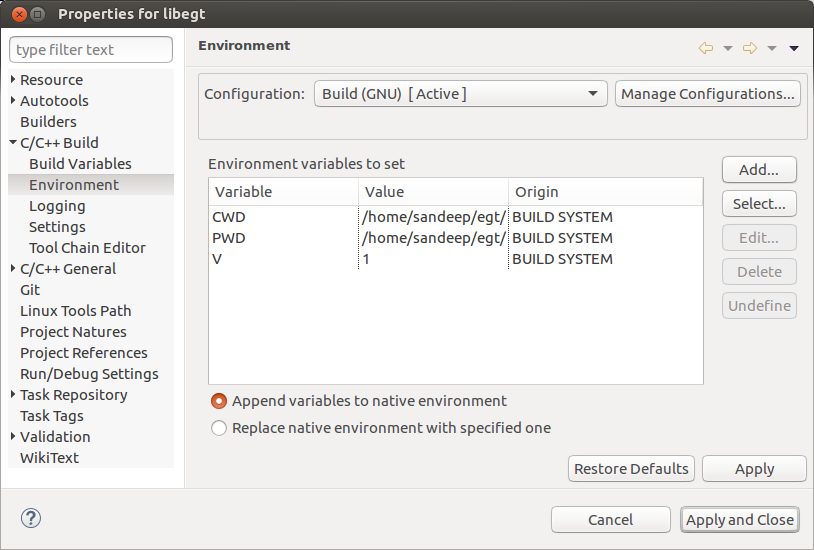 Properties for libegt
type filter text
Resource
Autotools
Builders
C/C++ Build
Build Variables
Environment
Logging
Settings
Tool Chain Editor
C/C++ General
Git
Linux Tools Path
Project Natures
Project References
Run/Debug Settings
Task Repository
Task Tags
Validation
WikiText
Environment
Configuration: Build (GNU) [ Active ] Manage Configurations...
Environment variables to set
Variable Value Origin
CWD /home/sandeep/egt/ BUILD SYSTEM
PWD /home/sandeep/egt/ BUILD SYSTEM
V 1 BUILD SYSTEM
Add...
Select...
Edit...
Delete
Undefine
Append variables to native environment
Replace native environment with specified one
Restore Defaults Apply
? Cancel Apply and Close